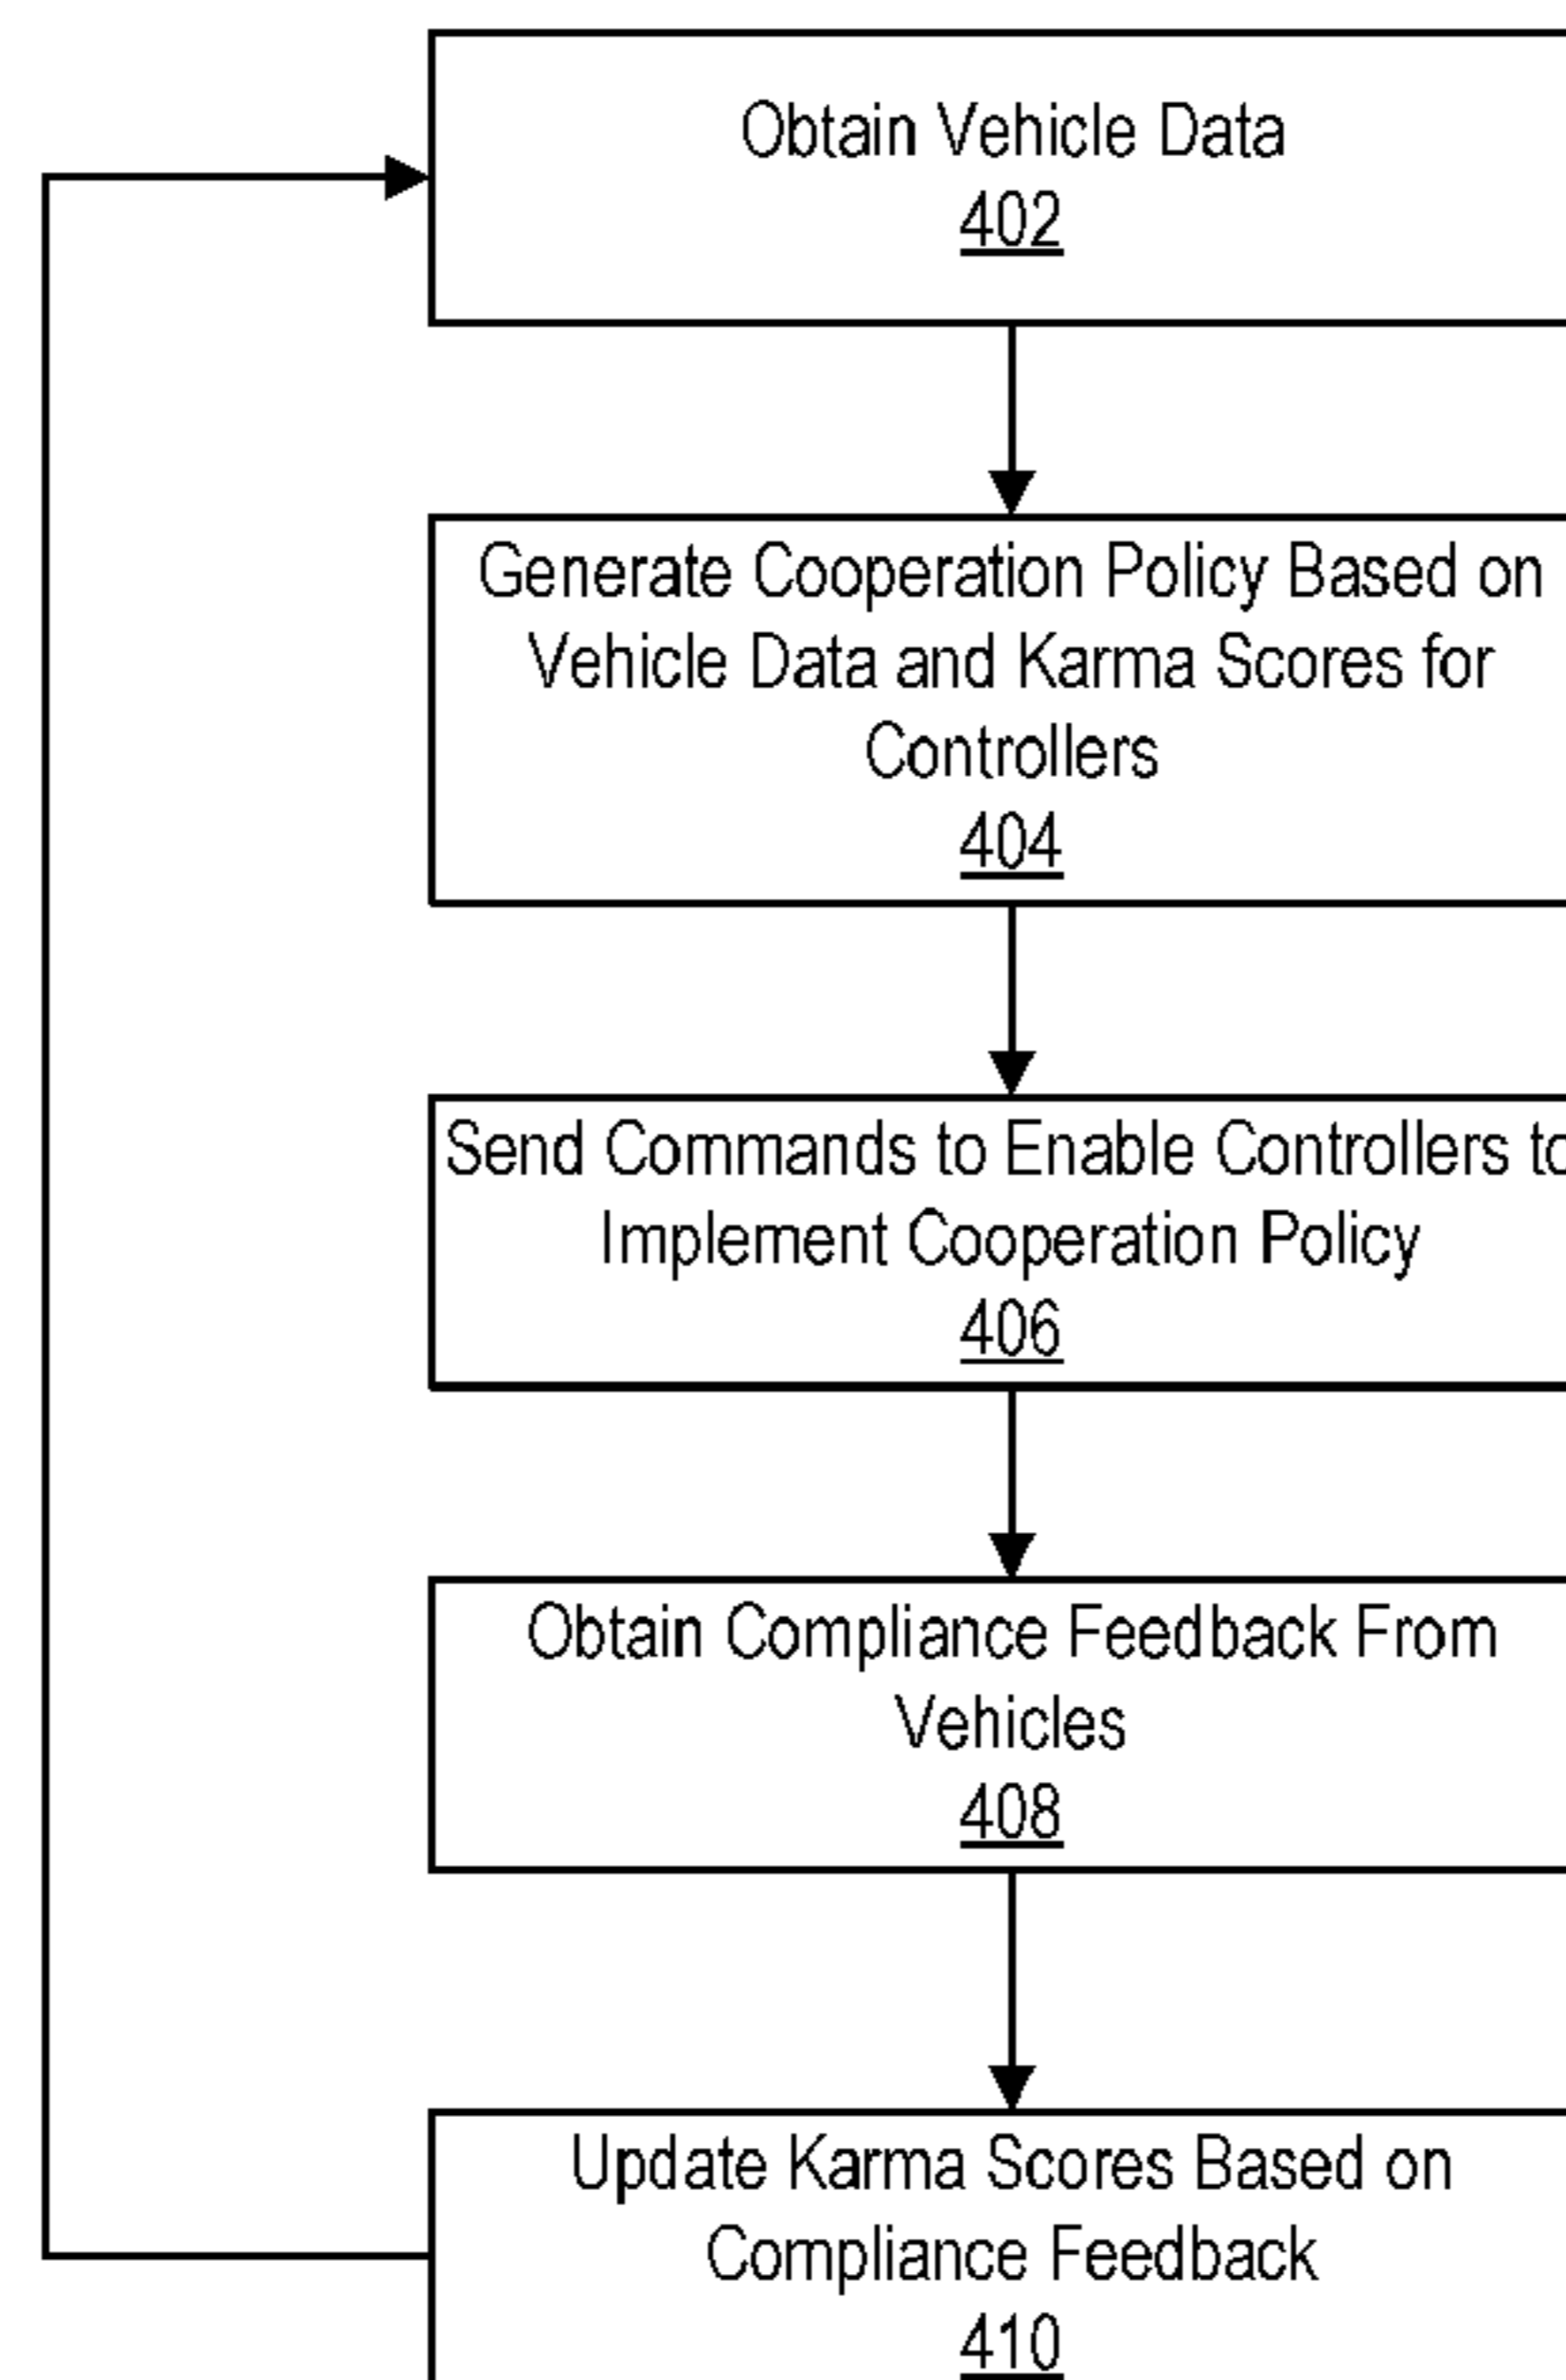 Obtain Vehicle Data
402
Generate Cooperation Policy Based on
Vehicle Data and Karma Scores for
Controllers
404
Send Commands to Enable Controllers to
Implement Cooperation Policy
406
Obtain Compliance Feedback From
Vehicles
408
Update Karma Scores Based on
Compliance Feedback
410